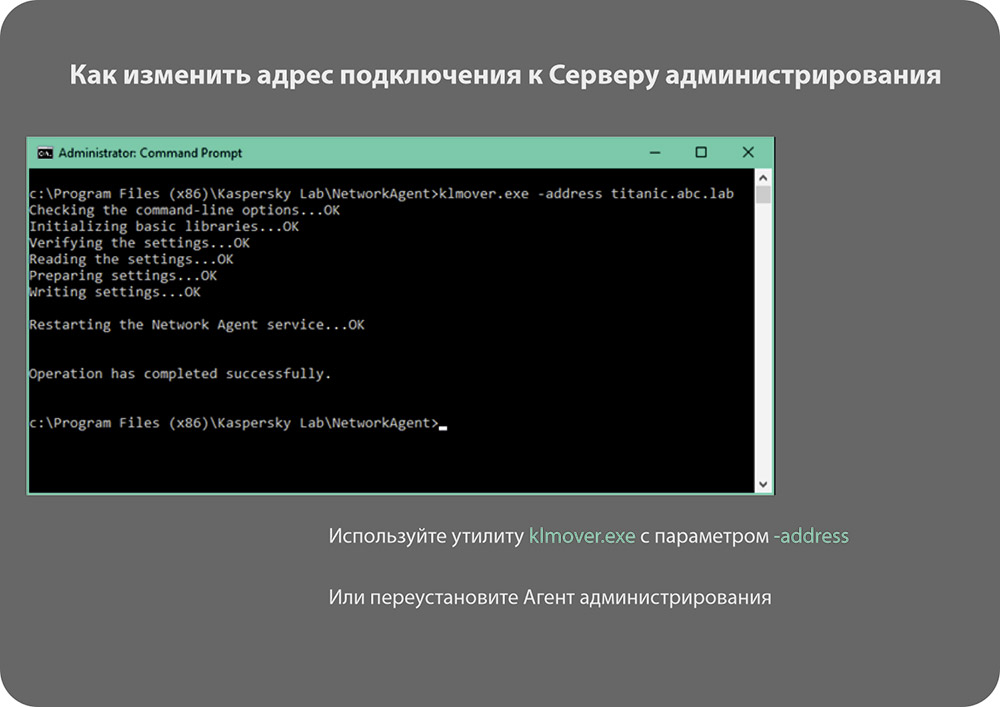 Как изменить адрес подключения к Серверу администрирования
Administrator: Command Prompt
c:\Program Files (x86)\Kaspersky Lab\NetworkAgent>klmover.exe -address titanic.abc.lab
Checking the command-line options...OK
Initializing basic libraries...OK
Verifying the settings...OK
Reading the settings...OK
Preparing settings...OK
Writing settings...OK
Restarting the Network Agent service...OK
Operation has completed successfully.
c:\Program Files (x86)\Kaspersky Lab\NetworkAgent>
Используйте утилиту klmover.exe с параметром -address
Или переустановите Агент администрирования